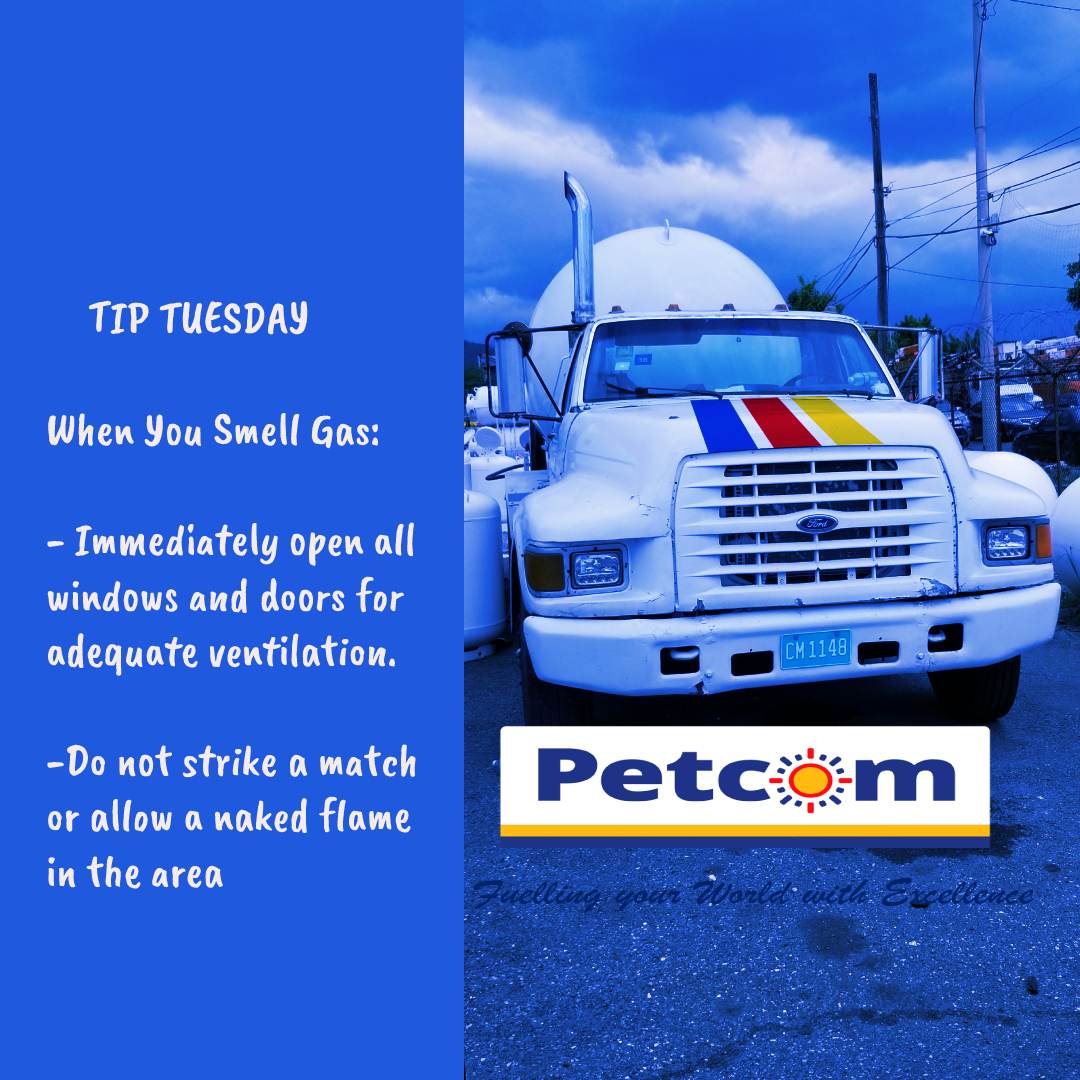 TIP TUESDAY
When You Smell Gas:
- Immediately open all
windows and doors for
adequate ventilation.
-Do not strike a match
or allow a naked flame
in the area
Ford
CM 1148
Petcom
Fuelling your World with Excellence